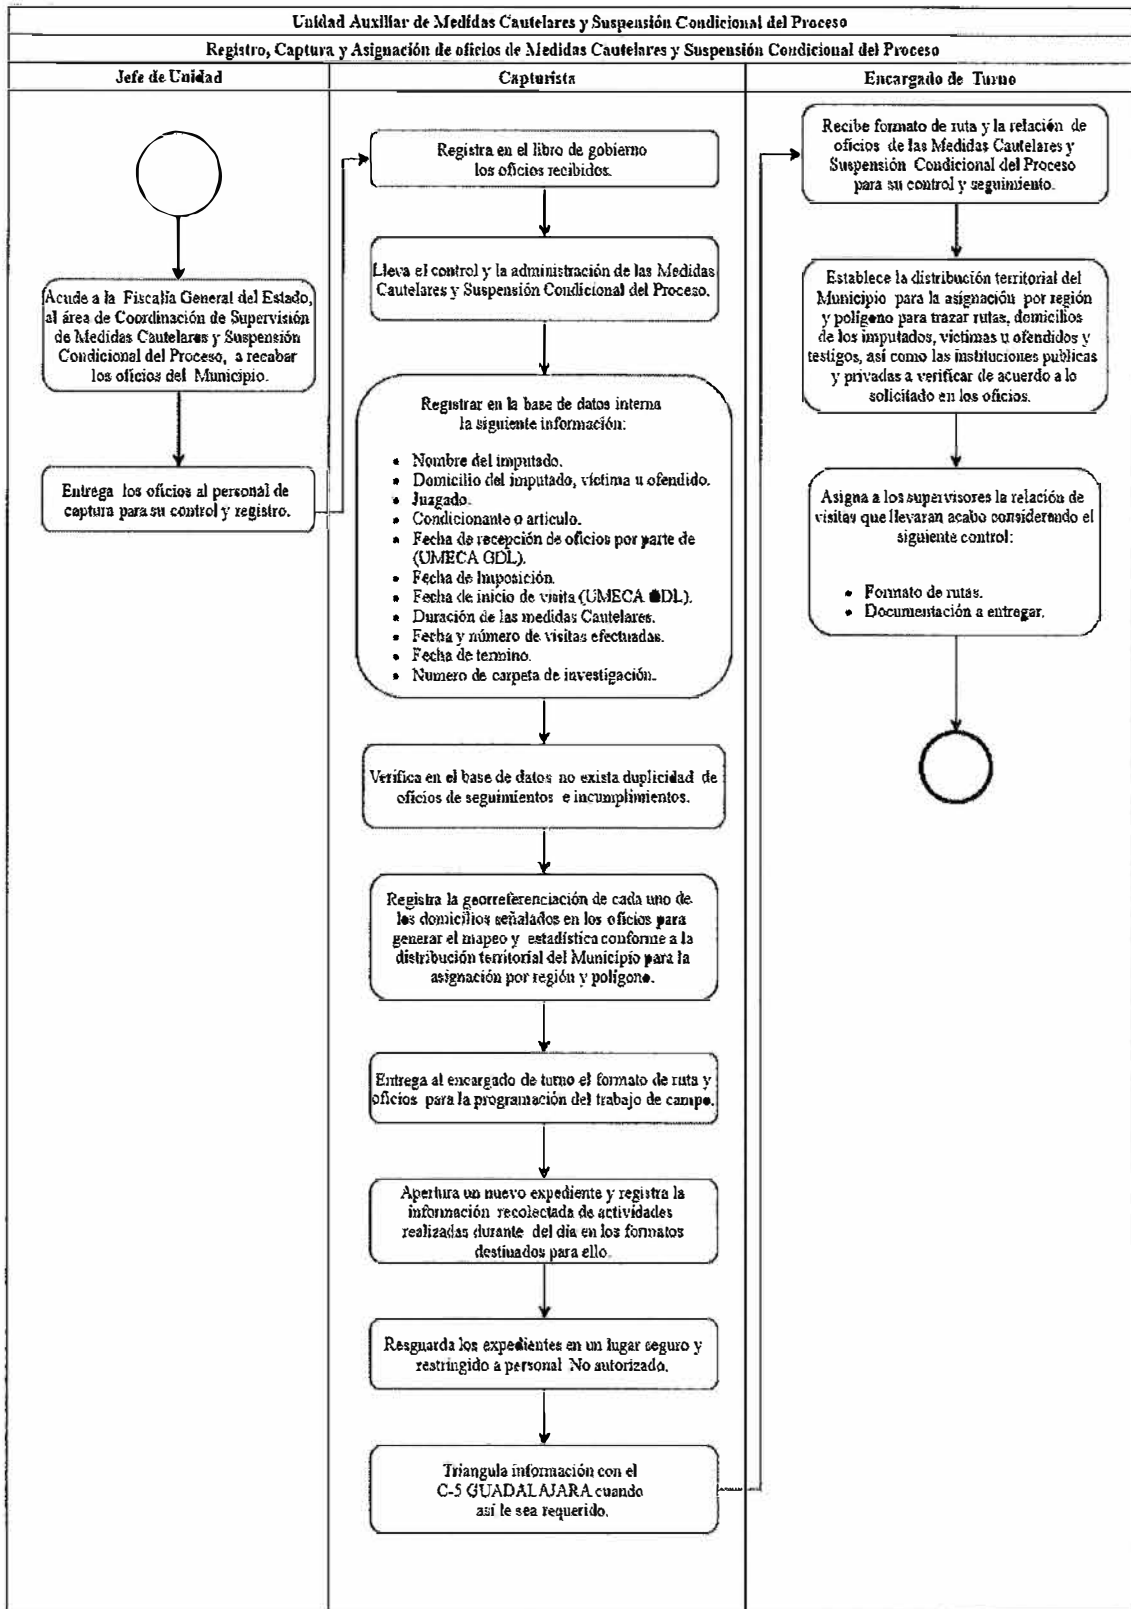 Unidad Auxiliar de Medidas Cautelares y Suspensión Condicional del Proceso
Registro, Captura y Asignación de oficios de Medidas Cautelares y Suspensión Condicional del Proceso
Jefe de Unidad
Capturista
Encargado de Turno
Acude a la Fiscalía General del Estado,
al área de Coordinación de Supervisión
de Medidas Cautelares y Suspensión
Condicional del Proceso, a recabar
los oficios del Municipio.
Entrega los oficios al personal de
captura para su control y registro.
Registra en el libro de gobierno
los oficios recibidos.
Lleva el control y la administración de las Medidas
Cautelares y Suspensión Condicional del Proceso.
Registrar en la base de datos interna
la siguiente información:
• Nombre del imputado.
• Domicilio del imputado, víctima u ofendido.
• Juzgado.
• Condicionante o articulo.
• Fecha de recepción de oficios por parte de
(UMECA GDL).
• Fecha de Imposición.
• Fecha de inicio de visita (UMECA GDL).
• Duración de las medidas Cautelares.
• Fecha y número de visitas efectuadas.
• Fecha de termino.
• Numero de carpeta de investigación.
Verifica en el base de datos no exista duplicidad de
oficios de seguimientos e incumplimientos.
Registra la georreferenciación de cada uno de
los domicilios señalados en los oficios para
generar el mapeo y estadística conforme a la
distribución territorial del Municipio para la
asignación por región y polígono.
Entrega al encargado de turno el formato de ruta y
oficios para la programación del trabajo de campo.
Apertura un nuevo expediente y registra la
información recolectada de actividades
realizadas durante del dia en los formatos
destinados para ello.
Resguarda los expedientes en un lugar seguro y
restringido a personal No autorizado.
Triangula información con el
C-5 GUADALAJARA cuando
así le sea requerido.
Recibe formato de ruta y la relación de
oficios de las Medidas Cautelares y
Suspensión Condicional del Proceso
para su control y seguimiento.
Establece la distribución territorial del
Municipio para la asignación por región
y polígono para trazar rutas, domicilios
de los imputados, víctimas u ofendidos y
testigos, así como las instituciones publicas
y privadas a verificar de acuerdo a lo
solicitado en los oficios.
Asigna a los supervisores la relación de
visitas que llevaran acabo considerando el
siguiente control:
• Formato de rutas.
• Documentación a entregar.